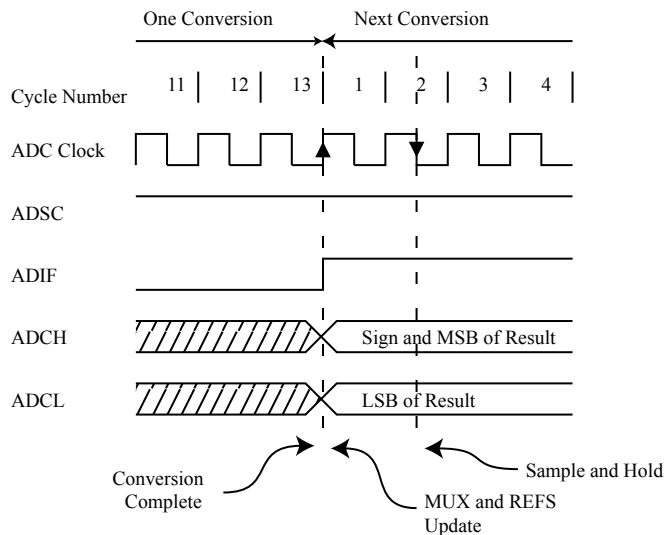 One Conversion Next Conversion
Cycle Number 11 12 13 1 2 3 4
ADC Clock
ADSC
ADIF
ADCH Sign and MSB of Result
ADCL LSB of Result
Conversion
Complete
MUX and REFS
Update
Sample and Hold